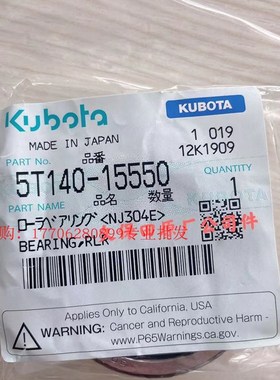 Kubota
KUBOTA
MADE IN JAPAN
1 019
12K1909
PART No. 品番
5T140-15550
QUANTITY
品名 数量
1
PART NAME
ローラベアリング<NJ304E>
BEARING,RLR
Applies Only to California, USA
WARNING: Cancer and Reproductive Harm -
www.P65Warnings.ca.gov.